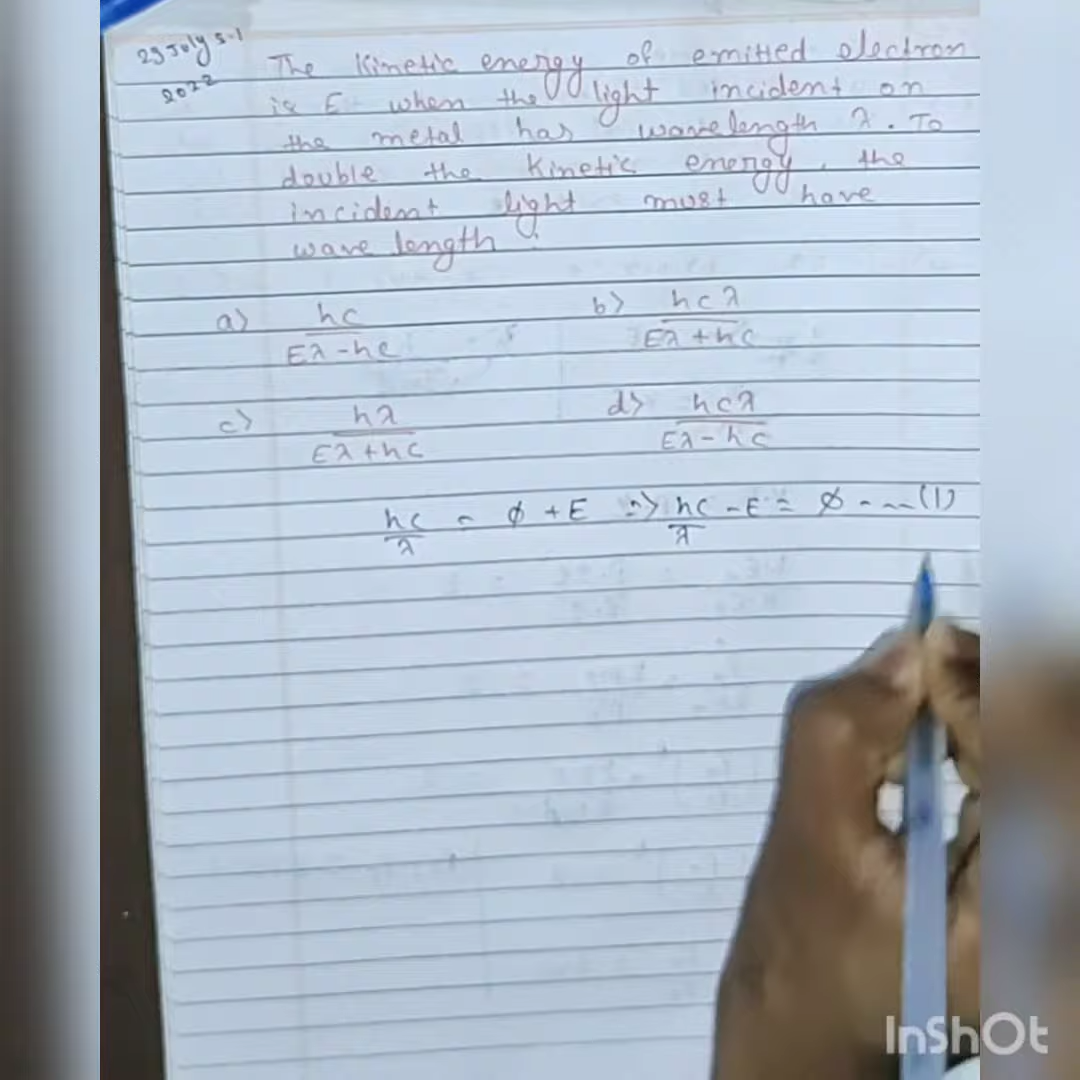 29 July S-1
2022
The Kinetic energy of emitted electron
is E when the light incident on
the metal has wavelength λ. To
double the Kinetic energy, the
incident light must have
wave length :
a) hc / Eλ-hc
b) hcλ / Eλ+hc
c) hλ / Eλ+hc
d) hcλ / Eλ-hc
hc/λ = ϕ + E => hc/λ - E = ϕ ----(1)
InShOt